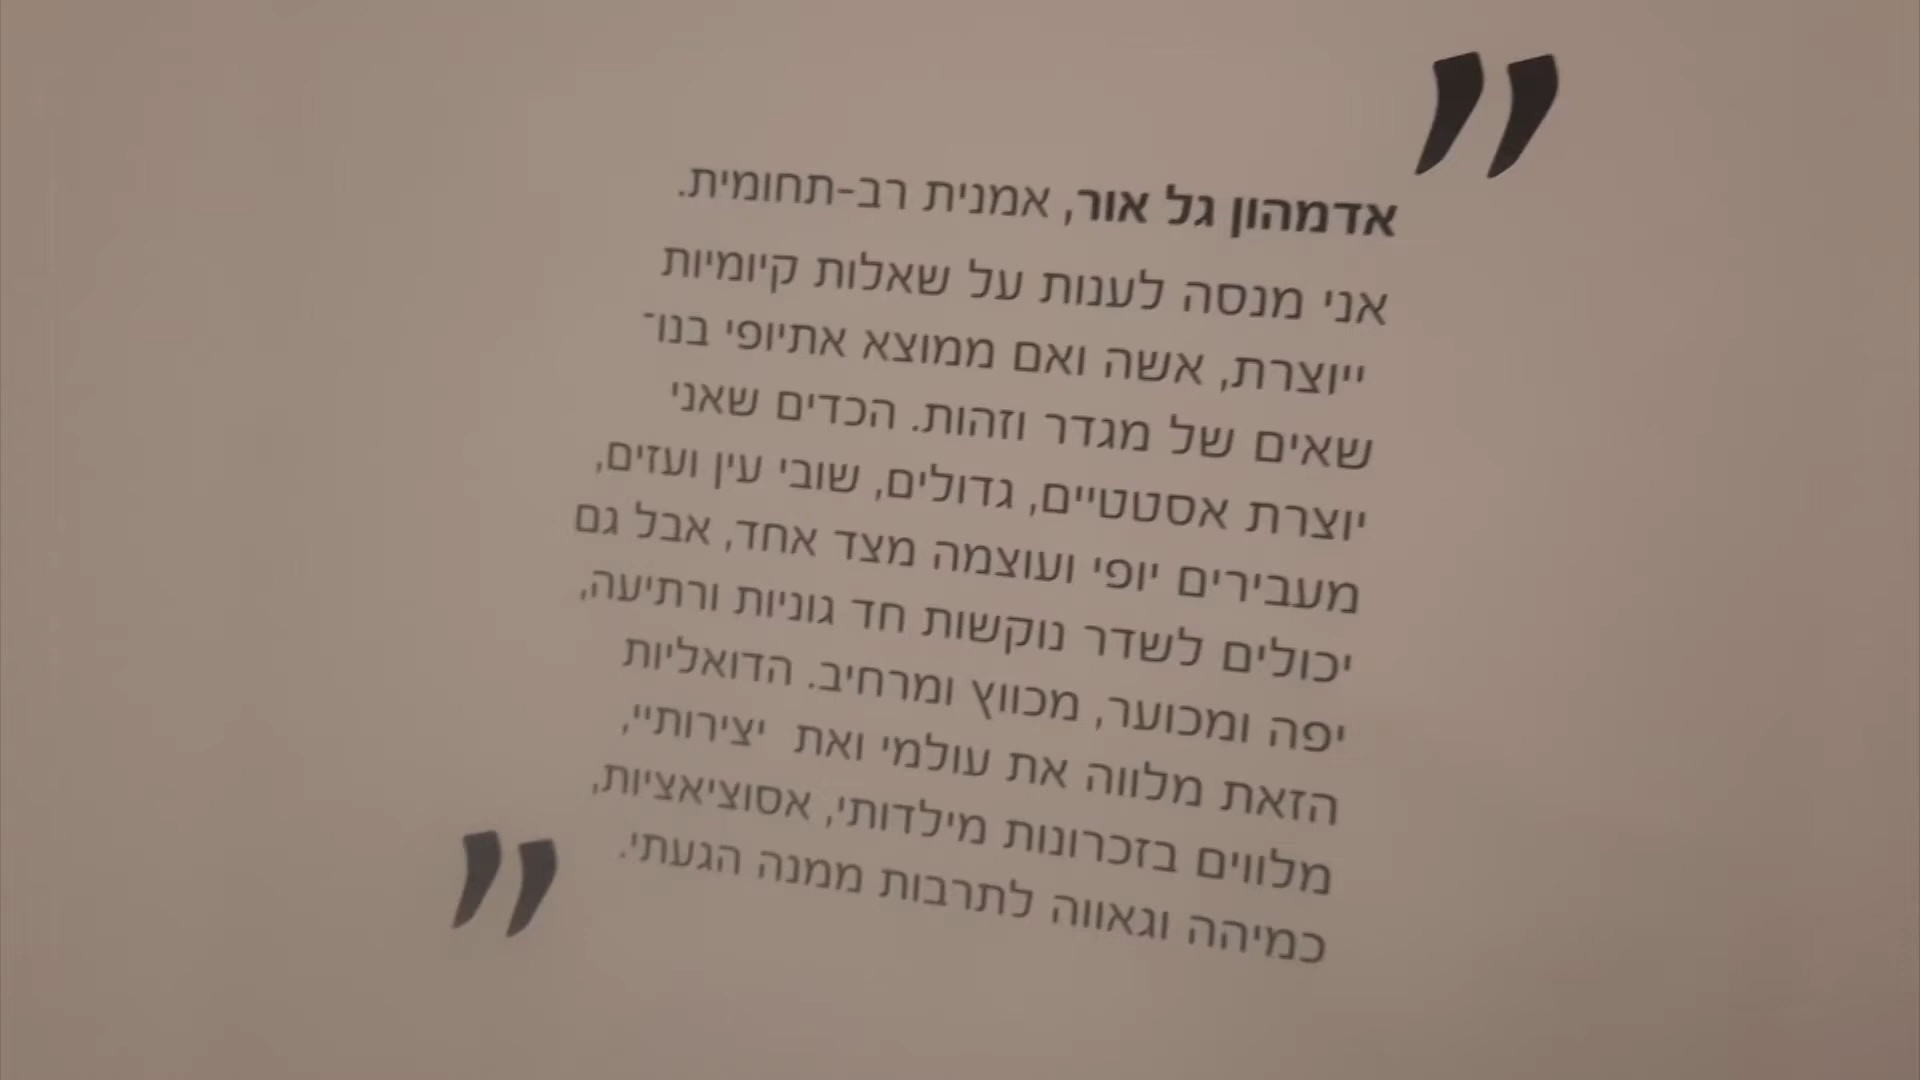 ”
אדמהון גל אור, אמנית רב-תחומית.
אני מנסה לענות על שאלות קיומיות
ייוצרת, אשה ואם ממוצא אתיופי בנו־
שאים של מגדר וזהות. הכדים שאני
יוצרת אסטטיים, גדולים, שובי עין ועזים,
מעבירים יופי ועוצמה מצד אחד, אבל גם
יכולים לשדר נוקשות חד גוניות ורתיעה,
יפה ומכוער, מכווץ ומרחיב. הדואליות
הזאת מלווה את עולמי ואת יצירותיי,
מלווים בזכרונות מילדותי, אסוציאציות,
כמיהה וגאווה לתרבות ממנה הגעתי.
”